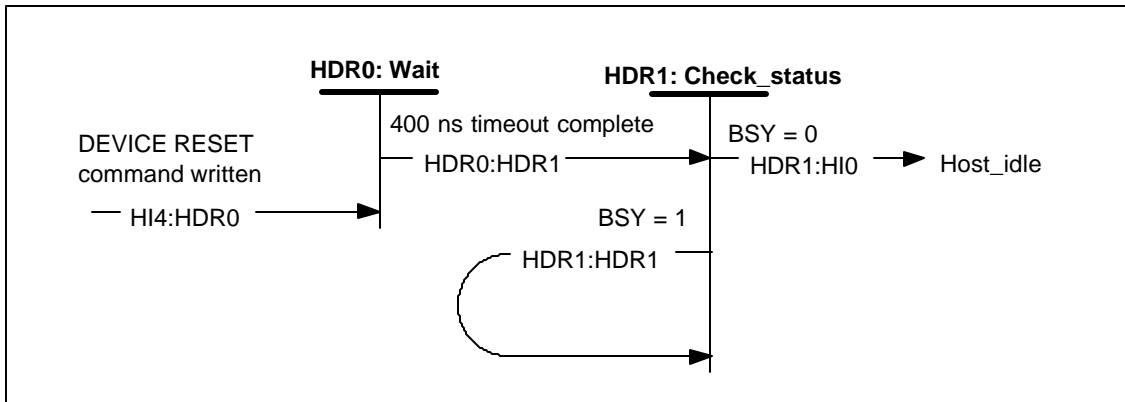 HDR0: Wait
HDR1: Check_status
400 ns timeout complete
BSY = 0
DEVICE RESET
command written
HDR0:HDR1
HDR1:HI0
Host_idle
HI4:HDR0
BSY = 1
HDR1:HDR1